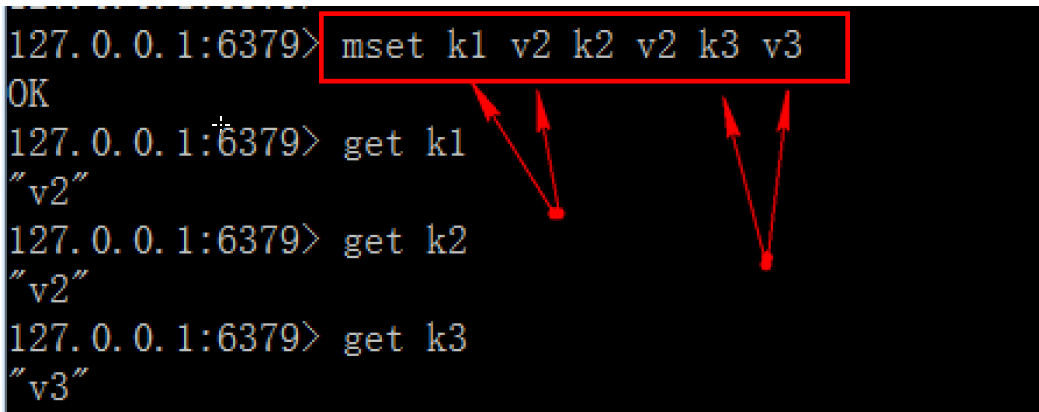 127.0.0.1:6379> mset k1 v2 k2 v2 k3 v3
OK
127.0.0.1:6379> get k1
"v2"
127.0.0.1:6379> get k2
"v2"
127.0.0.1:6379> get k3
"v3"